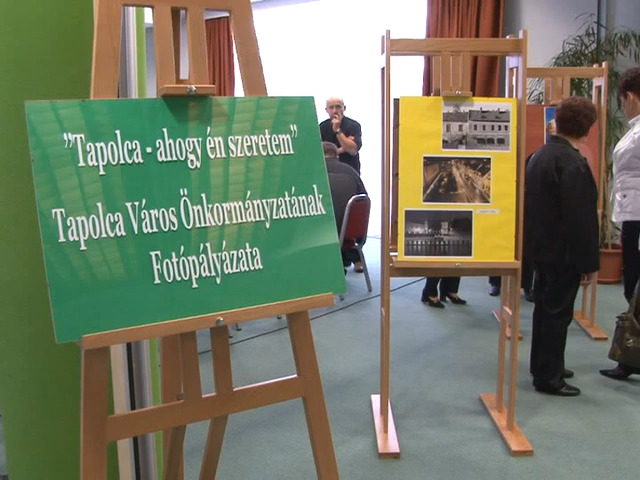 "Tapolca - ahogy én szeretem"
Tapolca Város Önkormányzatának
Fotópályázata